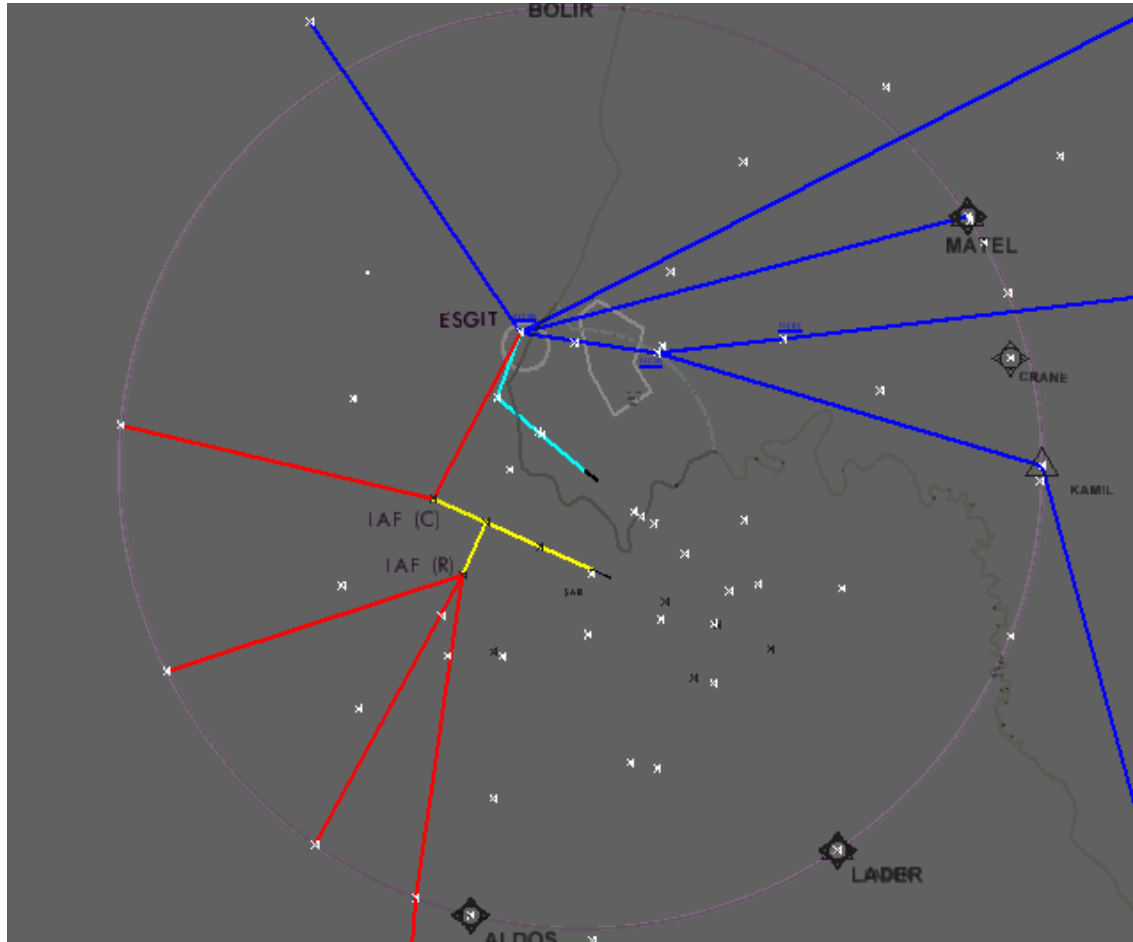 BOLIR
MATEL
ESGIT
CRANE
KAMIL
IAF (C)
IAF (R)
SAR
LADER
ALDOS